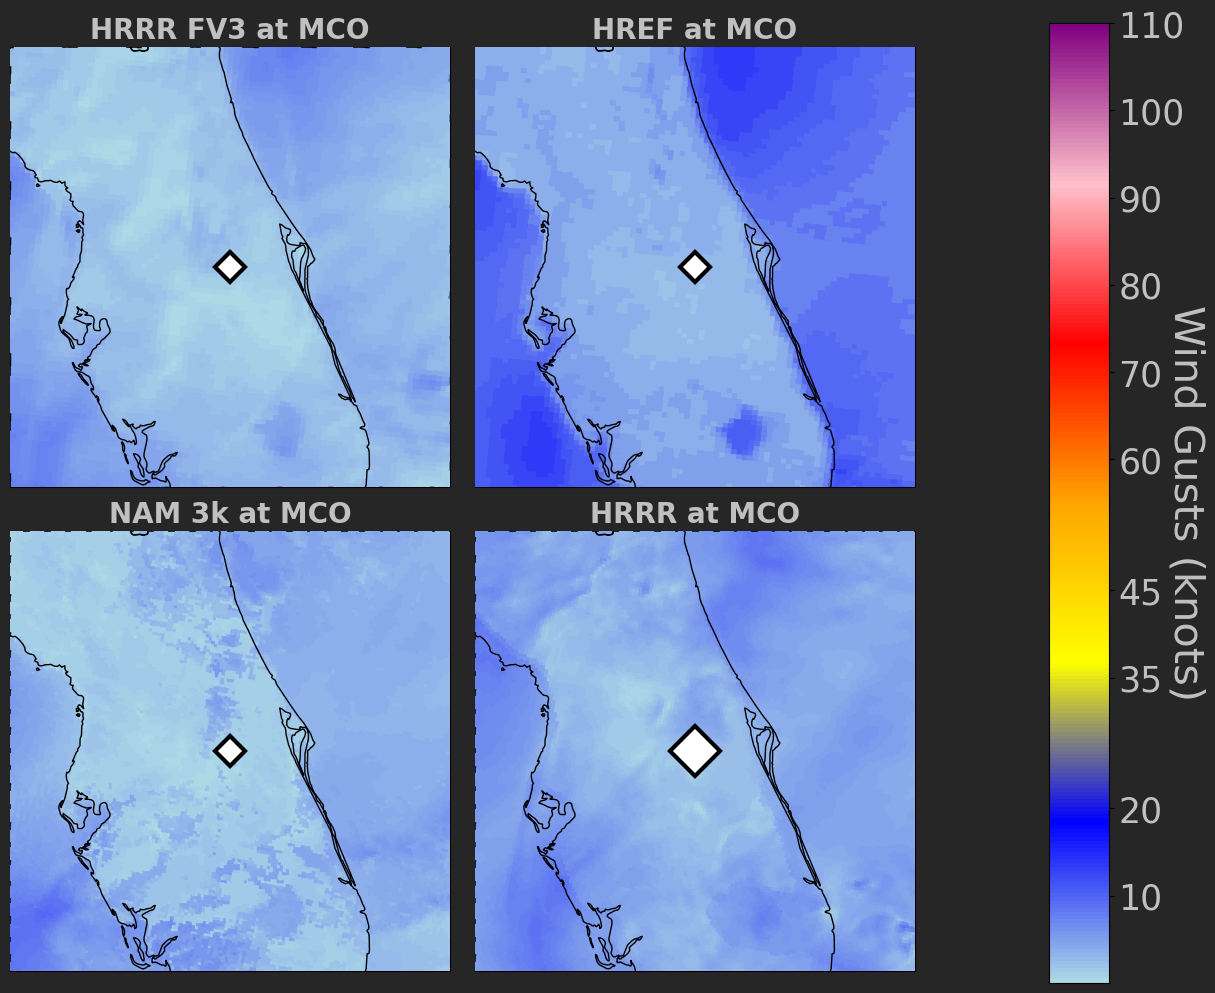 HRRR FV3 at MCO
HREF at MCO
NAM 3k at MCO
HRRR at MCO
110
100
90
80
70
60
45
35
20
10
Wind Gusts (knots)